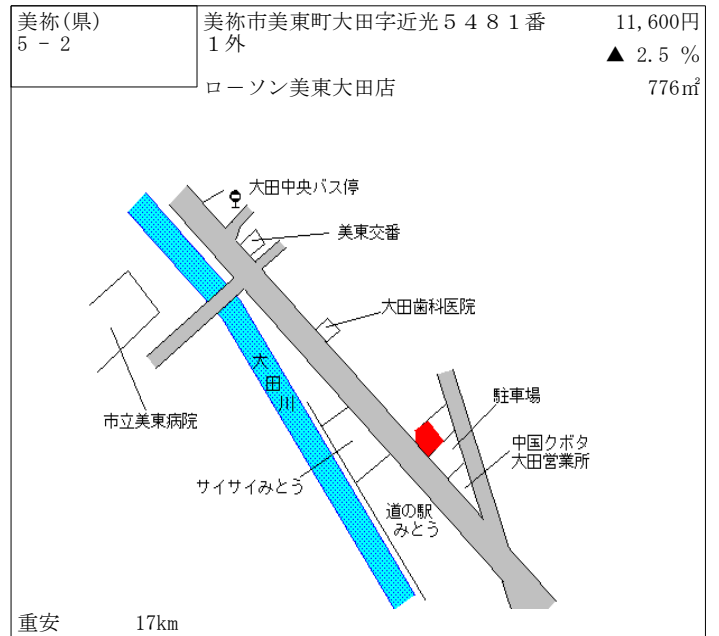 美祢(県)
5 － 2
美祢市美東町大田字近光５４８１番
１外
ローソン美東大田店
11,600円
▲ 2.5 %
776㎡
大田中央バス停
美東交番
大田歯科医院
大田川
市立美東病院
駐車場
中国クボタ
大田営業所
サイサイみとう
道の駅
みとう
重安 17km